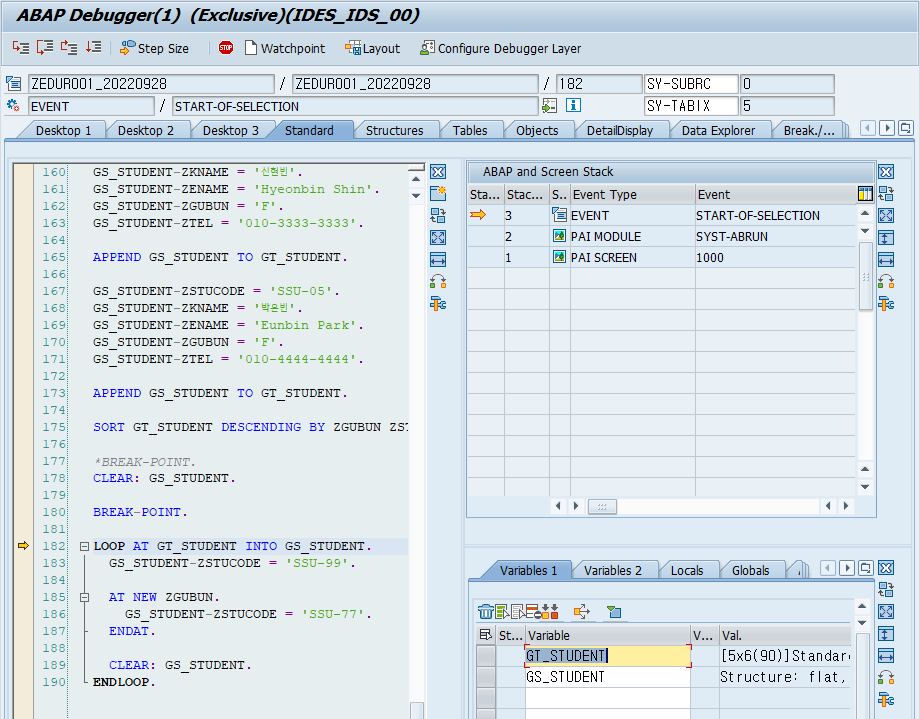 ABAP Debugger(1) (Exclusive)(IDES_IDS_00)
Step Size STOP Watchpoint Layout Configure Debugger Layer
ZEDUR001_20220928 / ZEDUR001_20220928 / 182 SY-SUBRC 0
EVENT / START-OF-SELECTION SY-TABIX 5
Desktop 1 Desktop 2 Desktop 3 Standard Structures Tables Objects DetailDisplay Data Explorer Break./...
160 GS_STUDENT-ZKNAME = '신현빈'.
161 GS_STUDENT-ZENAME = 'Hyeonbin Shin'.
162 GS_STUDENT-ZGUBUN = 'F'.
163 GS_STUDENT-ZTEL = '010-3333-3333'.
164
165 APPEND GS_STUDENT TO GT_STUDENT.
166
167 GS_STUDENT-ZSTUCODE = 'SSU-05'.
168 GS_STUDENT-ZKNAME = '박은빈'.
169 GS_STUDENT-ZENAME = 'Eunbin Park'.
170 GS_STUDENT-ZGUBUN = 'F'.
171 GS_STUDENT-ZTEL = '010-4444-4444'.
172
173 APPEND GS_STUDENT TO GT_STUDENT.
174
175 SORT GT_STUDENT DESCENDING BY ZGUBUN ZST
176
177 *BREAK-POINT.
178 CLEAR: GS_STUDENT.
179
180 BREAK-POINT.
181
182 LOOP AT GT_STUDENT INTO GS_STUDENT.
183 GS_STUDENT-ZSTUCODE = 'SSU-99'.
184
185 AT NEW ZGUBUN.
186 GS_STUDENT-ZSTUCODE = 'SSU-77'.
187 ENDAT.
188
189 CLEAR: GS_STUDENT.
190 ENDLOOP.
ABAP and Screen Stack
Sta... Stac... S.. Event Type Event
3 EVENT START-OF-SELECTION
2 PAI MODULE SYST-ABRUN
1 PAI SCREEN 1000
Variables 1 Variables 2 Locals Globals
St... Variable V... Val.
GT_STUDENT [5x6(90)]Standar
GS_STUDENT Structure: flat,